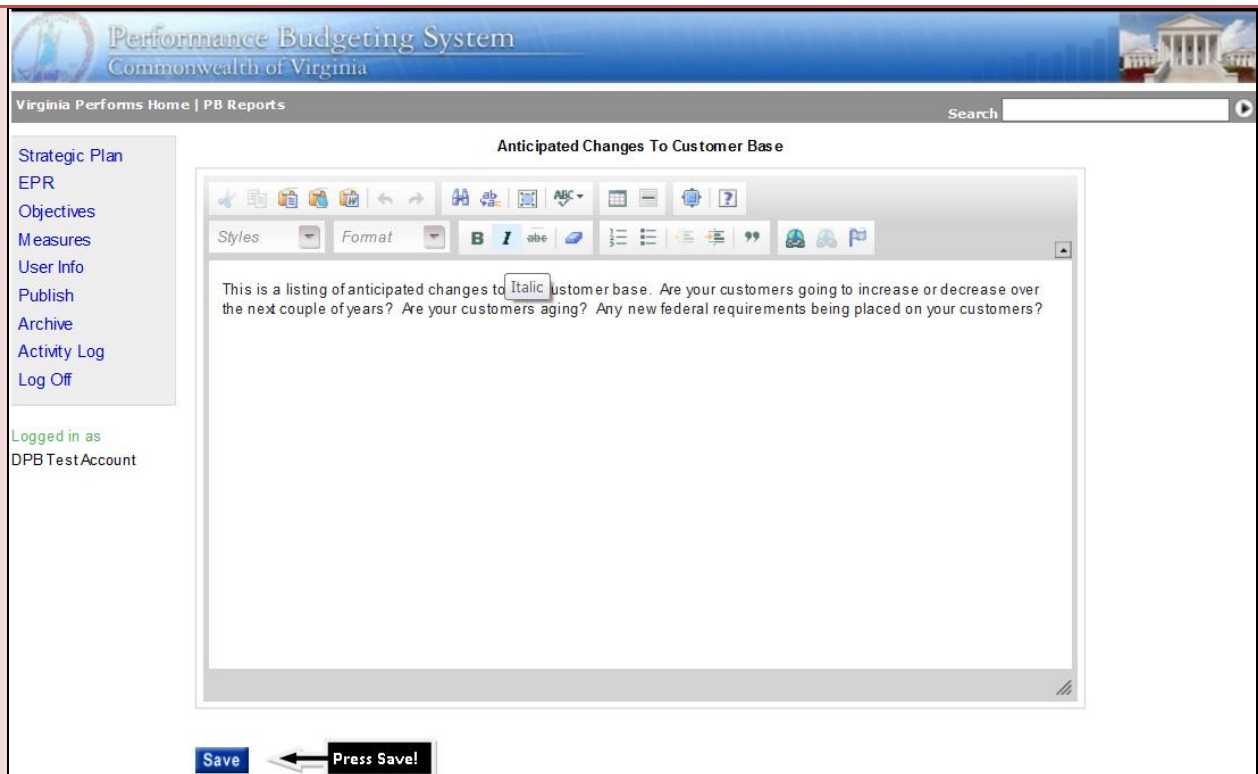 Performance Budgeting System
Commonwealth of Virginia
Virginia Performs Home | PB Reports
Search
Strategic Plan
EPR
Objectives
Measures
User Info
Publish
Archive
Activity Log
Log Off
Logged in as
DPB Test Account
Anticipated Changes To Customer Base
ABC
Styles
Format
B I abc
This is a listing of anticipated changes to Italic ustomer base. Are your customers going to increase or decrease over
the next couple of years? Are your customers aging? Any new federal requirements being placed on your customers?
Save
Press Save!